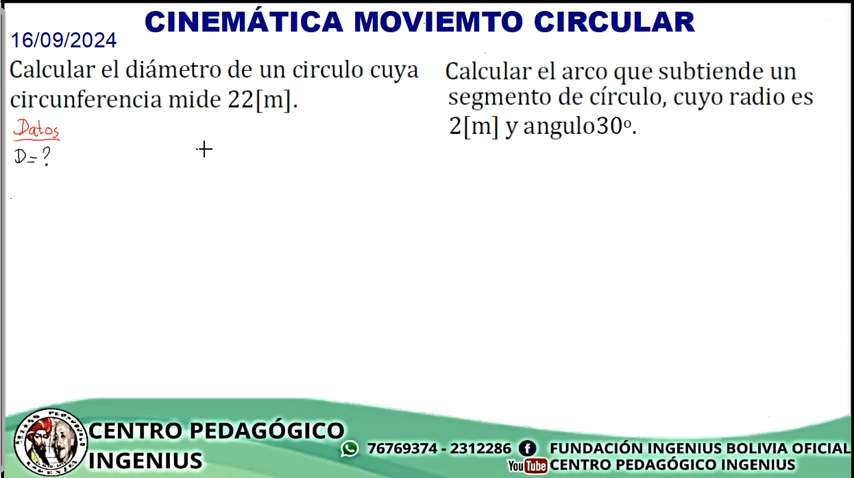 CINEMÁTICA MOVIEMTO CIRCULAR
16/09/2024
Calcular el diámetro de un circulo cuya
circunferencia mide 22[m].
Datos
D=?
Calcular el arco que subtiende un
segmento de círculo, cuyo radio es
2[m] y angulo30º.
CENTRO PEDAGÓGICO
INGENIUS
76769374 - 2312286
FUNDACIÓN INGENIUS BOLIVIA OFICIAL
YouTube CENTRO PEDAGÓGICO INGENIUS